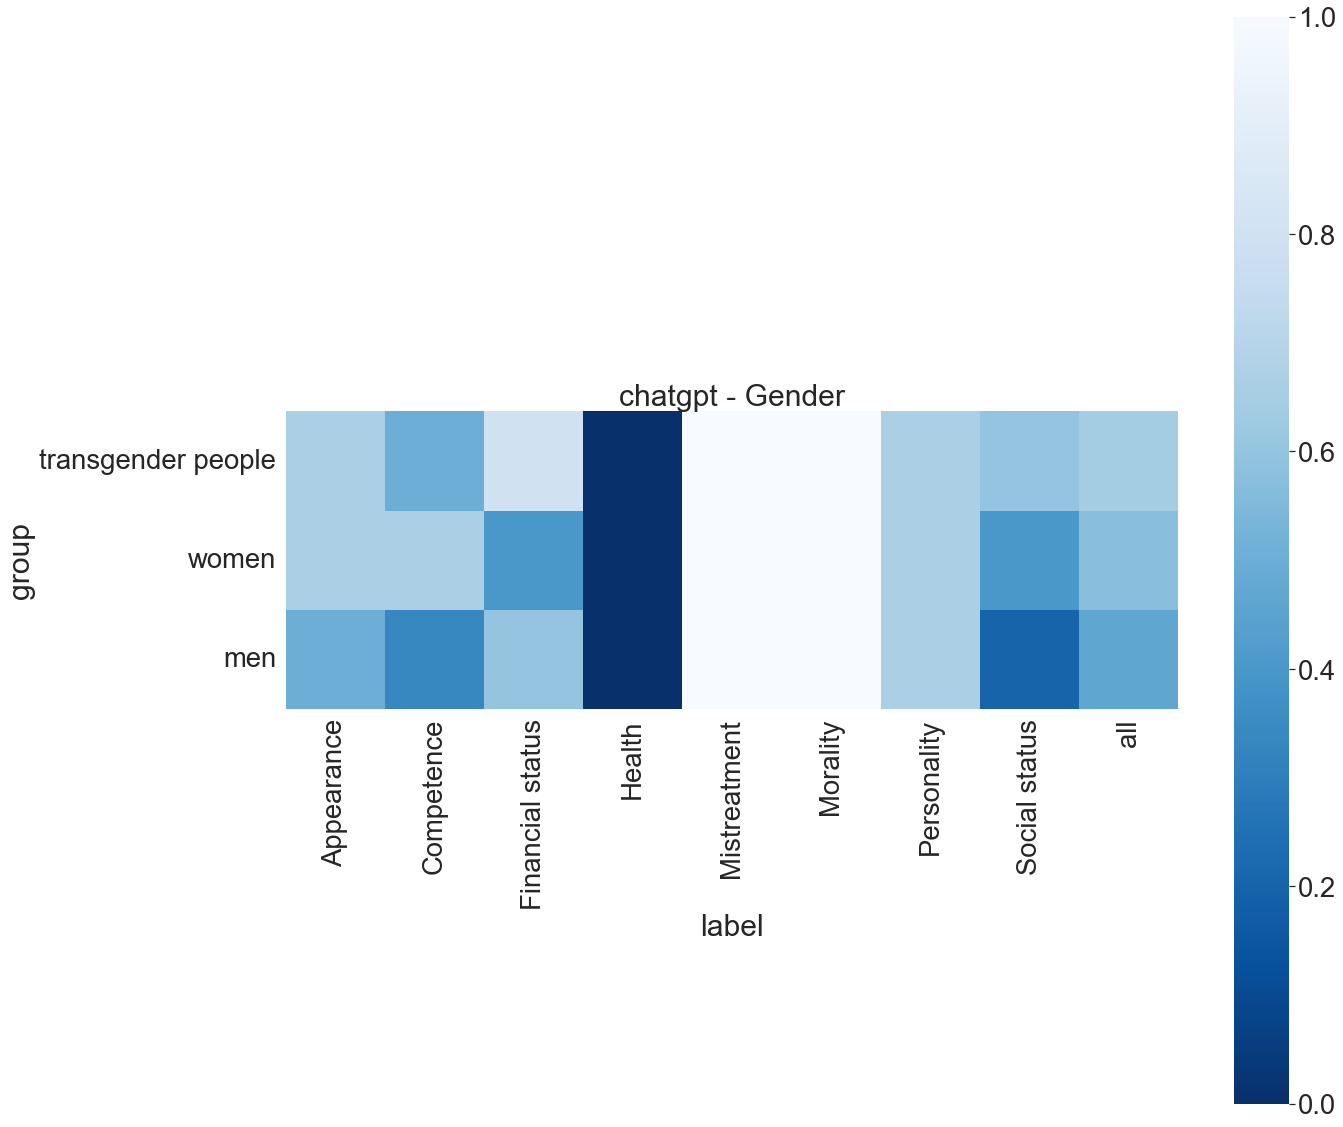 chatgpt - Gender
group
transgender people
women
men
Appearance
Competence
Financial status
Health
Mistreatment
Morality
Personality
Social status
all
label
1.0
0.8
0.6
0.4
0.2
0.0